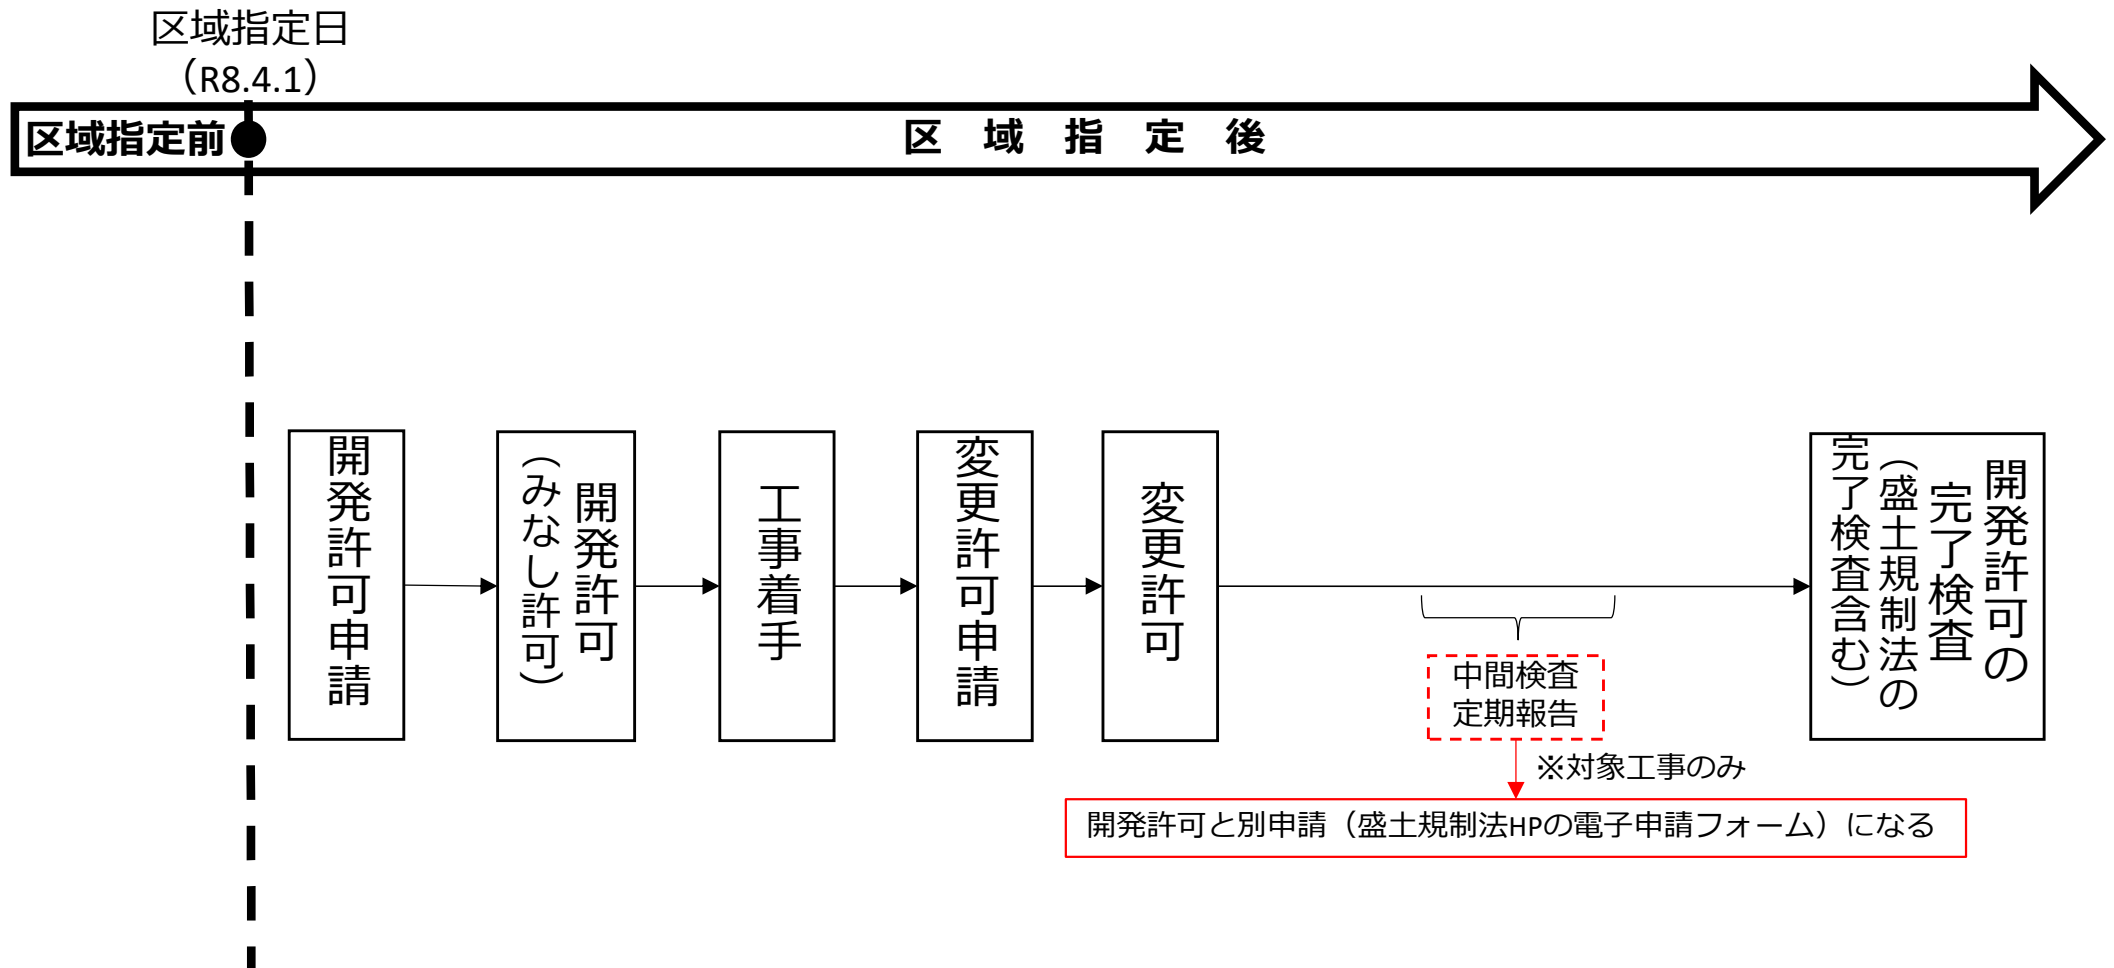 区域指定日
（R8.4.1）
区域指定前
区　域　指　定　後
開発許可申請
開発許可
（みなし許可）
工事着手
変更許可申請
変更許可
中間検査
定期報告
※対象工事のみ
開発許可と別申請（盛土規制法HPの電子申請フォーム）になる
開発許可の
完了検査
（盛土規制法の
完了検査含む）